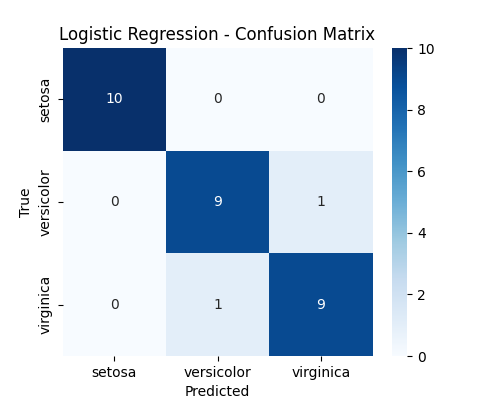 Logistic Regression - Confusion Matrix
setosa
10 0 0
10
8
True
versicolor
0 9 1
6
4
virginica
0 1 9
2
0
setosa versicolor virginica
Predicted